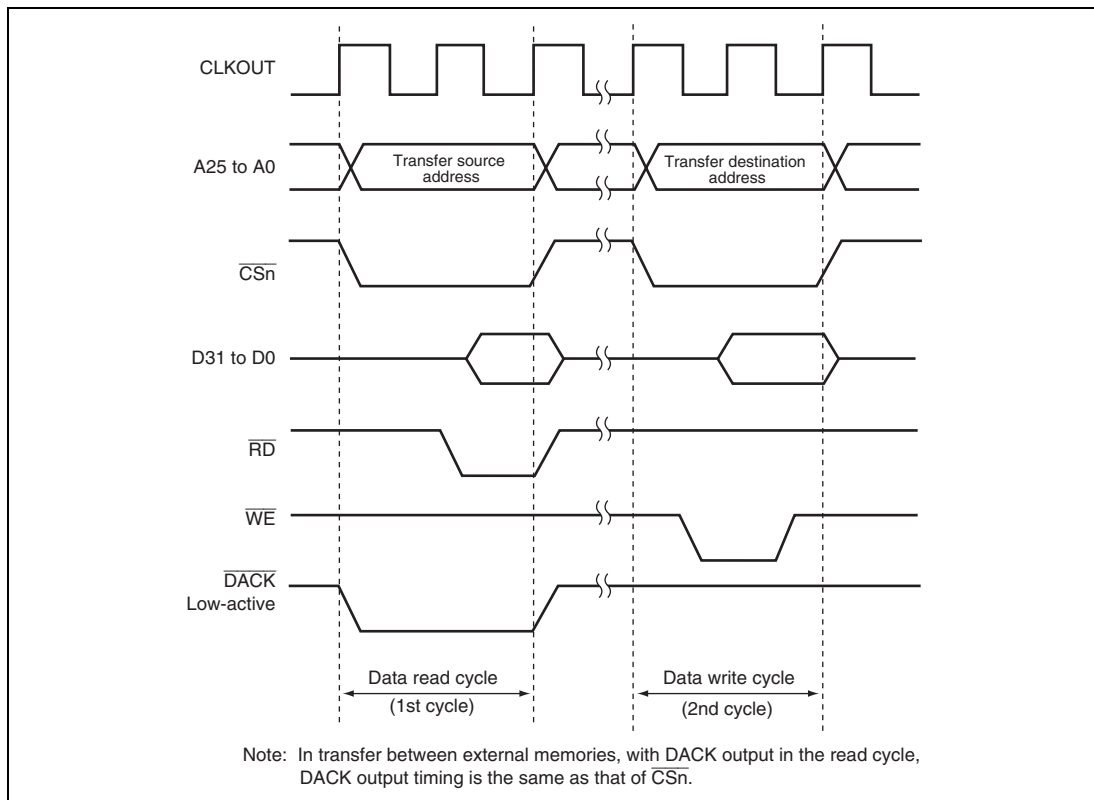 CLKOUT
A25 to A0
Transfer source
address
Transfer destination
address
CSn
D31 to D0
RD
WE
DACK
Low-active
Data read cycle
(1st cycle)
Data write cycle
(2nd cycle)
Note: In transfer between external memories, with DACK output in the read cycle,
DACK output timing is the same as that of CSn.